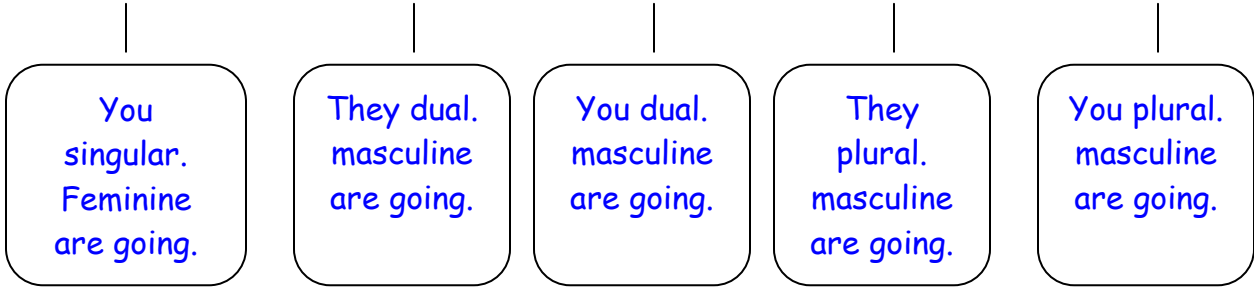 You
singular.
Feminine
are going.
They dual.
masculine
are going.
You dual.
masculine
are going.
They
plural.
masculine
are going.
You plural.
masculine
are going.